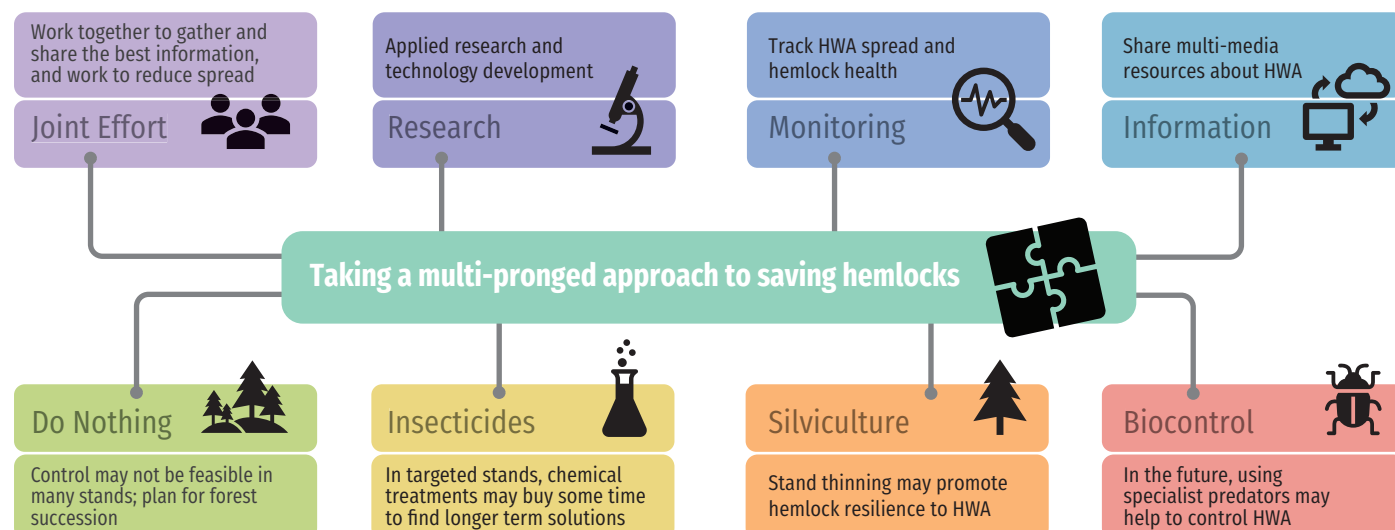 Work together to gather and
share the best information,
and work to reduce spread
Joint Effort
Applied research and
technology development
Research
Track HWA spread and
hemlock health
Monitoring
Share multi-media
resources about HWA
Information
Taking a multi-pronged approach to saving hemlocks
Do Nothing
Control may not be feasible in
many stands; plan for forest
succession
Insecticides
In targeted stands, chemical
treatments may buy some time
to find longer term solutions
Silviculture
Stand thinning may promote
hemlock resilience to HWA
Biocontrol
In the future, using
specialist predators may
help to control HWA